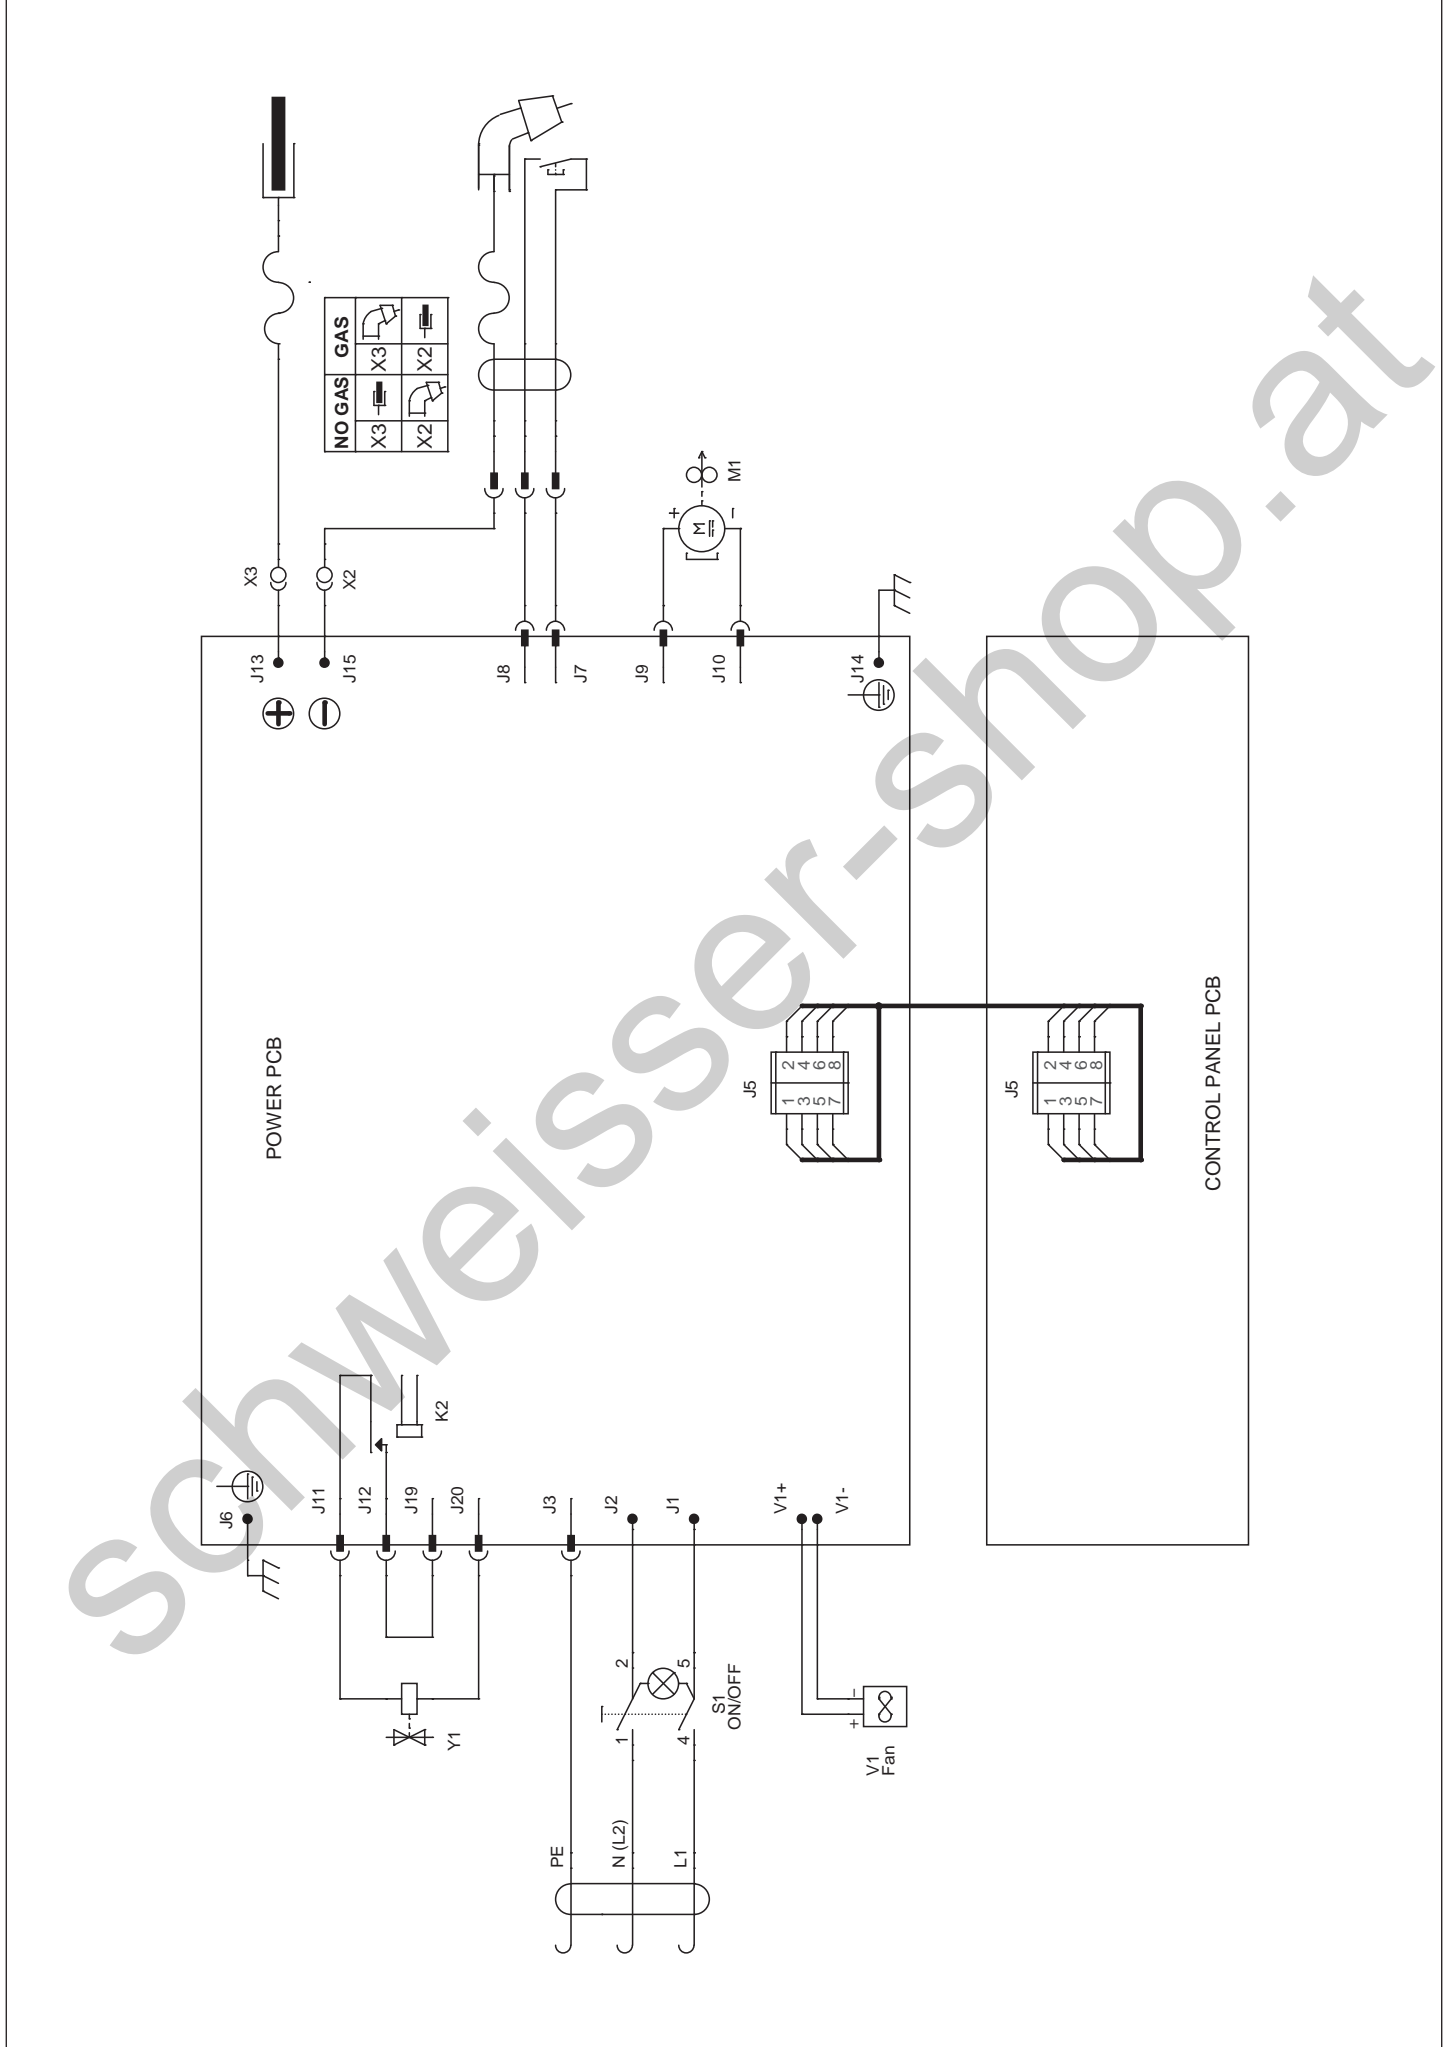 X3
X2
J13
J15
+
−
NO GAS
GAS
X3
X3
X2
X2
J8
J7
J9
J10
J14
+
−
M
M1
POWER PCB
J6
J11
J12
J19
J20
K2
J3
J2
J1
V1+
V1-
J5
1 2
3 4
5 6
7 8
J5
1 2
3 4
5 6
7 8
CONTROL PANEL PCB
Y1
PE
N (L2)
L1
1
2
4
5
S1
ON/OFF
+
−
V1
Fan
schweisser-shop.at